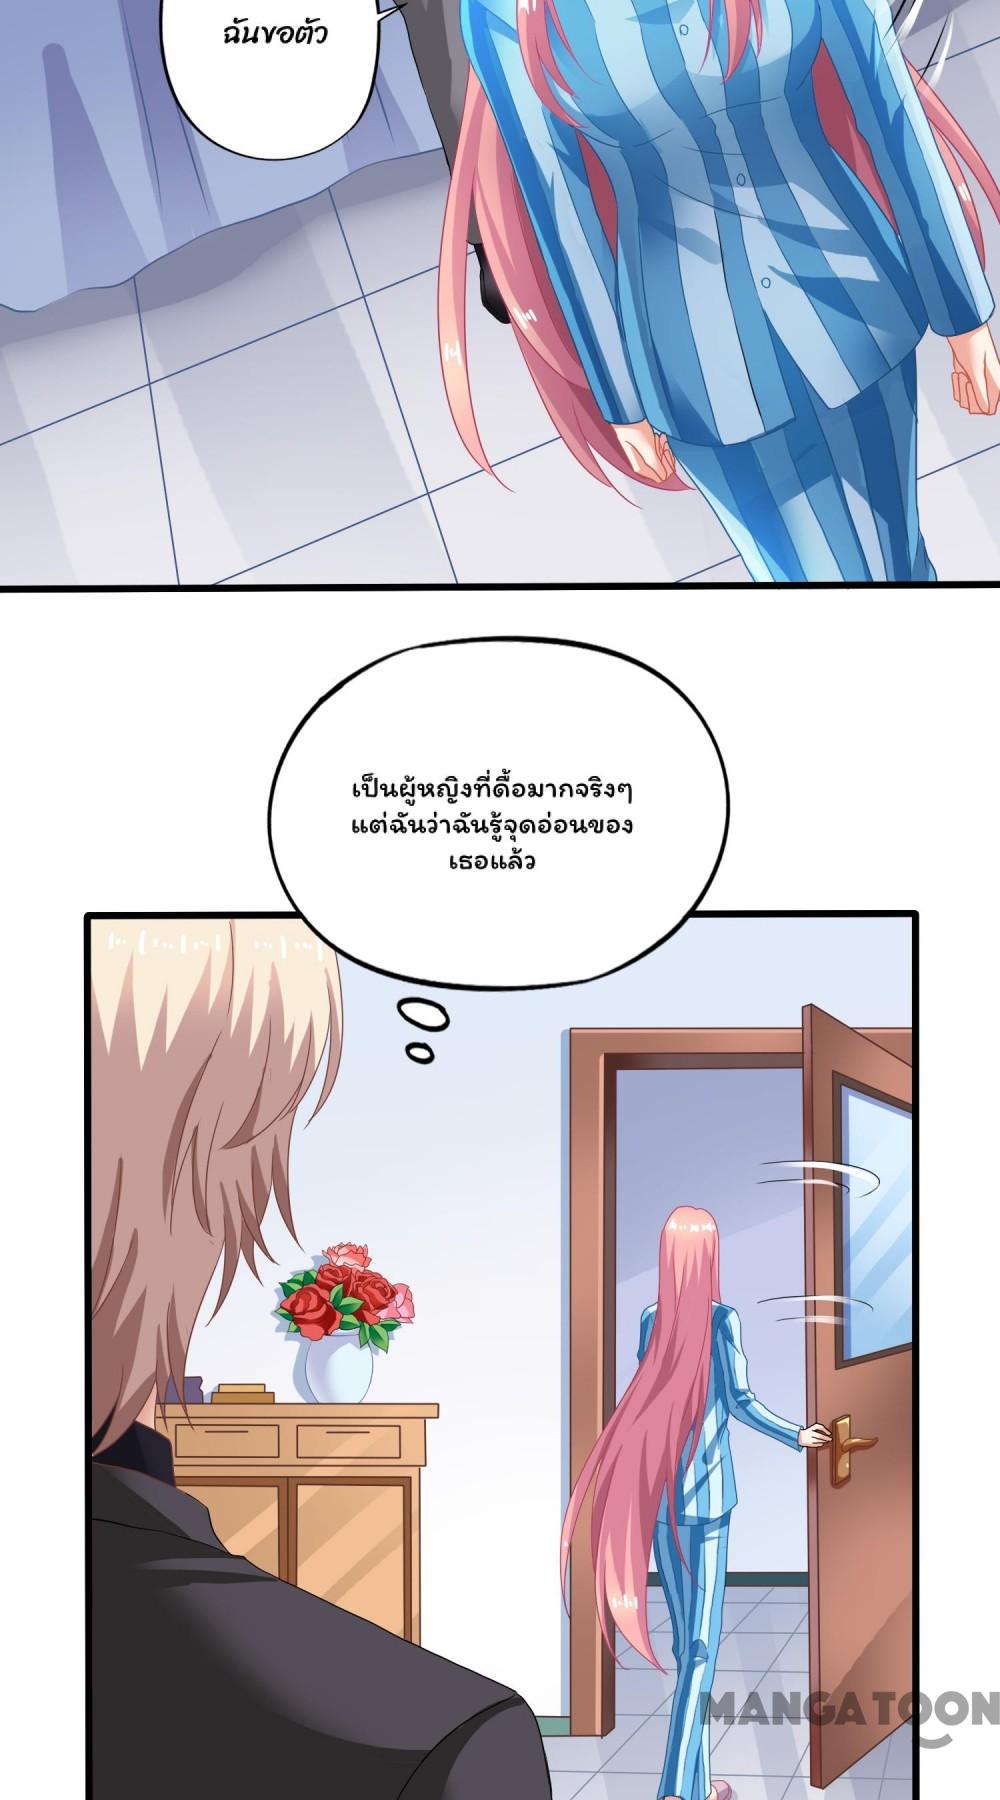 ฉันขอตัว
เป็นผู้หญิงที่ดื้อมากจริงๆ
แต่ฉันว่าฉันรู้จุดอ่อนของ
เธอแล้ว
MANGATOON